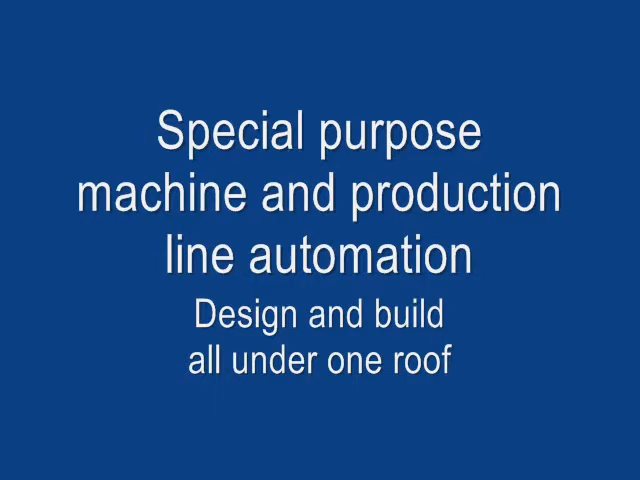 Special purpose
machine and production
line automation
Design and build
all under one roof